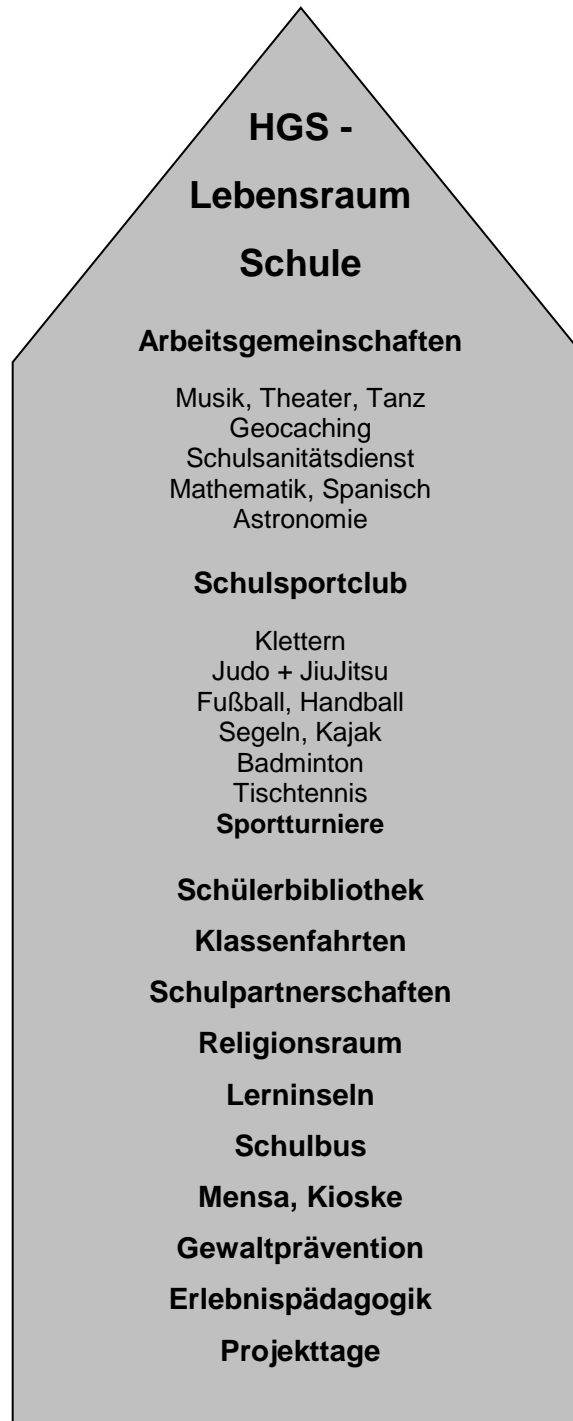 HGS -
Lebensraum
Schule
Arbeitsgemeinschaften
Musik, Theater, Tanz
Geocaching
Schulsanitätsdienst
Mathematik, Spanisch
Astronomie
Schulsportclub
Klettern
Judo + JiuJitsu
Fußball, Handball
Segeln, Kajak
Badminton
Tischtennis
Sportturniere
Schülerbibliothek
Klassenfahrten
Schulpartnerschaften
Religionsraum
Lerninseln
Schulbus
Mensa, Kioske
Gewaltprävention
Erlebnispädagogik
Projekttage